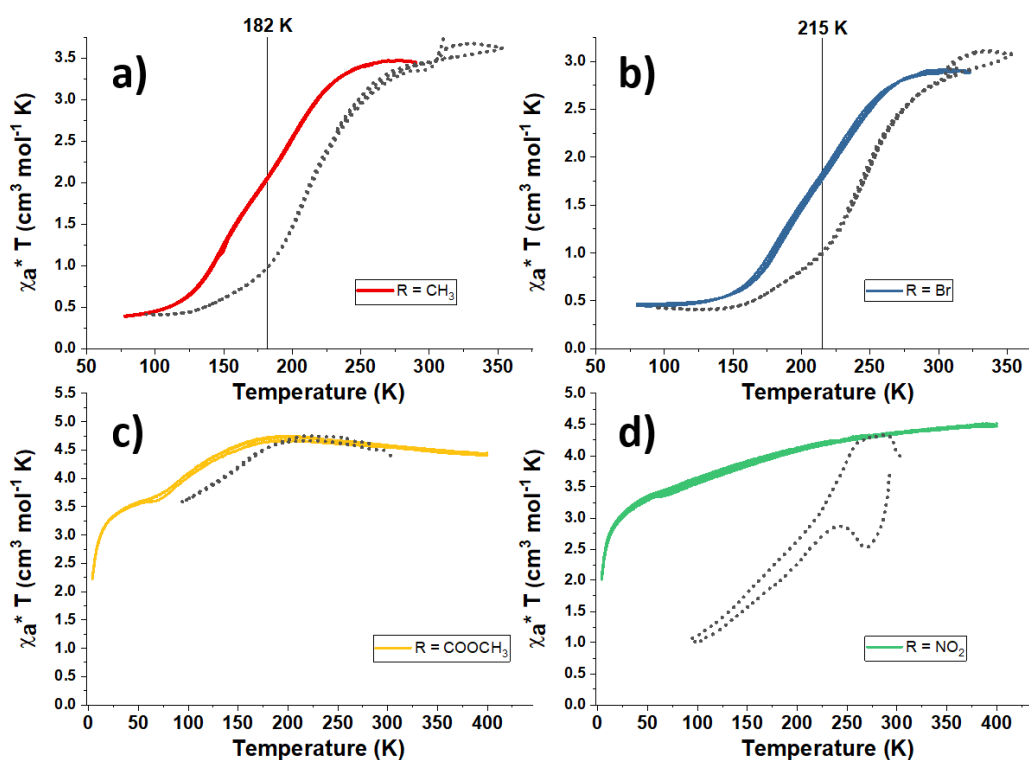 182 K
a)
3.5
3.0
2.5
2.0
1.5
1.0
0.5
0.0
50 100 150 200 250 300 350
χa* T (cm³ mol⁻¹ K)
Temperature (K)
R = CH₃
215 K
b)
3.0
2.5
2.0
1.5
1.0
0.5
0.0
50 100 150 200 250 300 350
χa* T (cm³ mol⁻¹ K)
Temperature (K)
R = Br
c)
5.5
5.0
4.5
4.0
3.5
3.0
2.5
2.0
1.5
1.0
5.0
0.0
0 50 100 150 200 250 300 350 400
χa* T (cm³ mol⁻¹ K)
Temperature (K)
R = COOCH₃
d)
5.0
4.5
4.0
3.5
3.0
2.5
2.0
1.5
1.0
5.0
0.0
0 50 100 150 200 250 300 350 400
χa* T (cm³ mol⁻¹ K)
Temperature (K)
R = NO₂